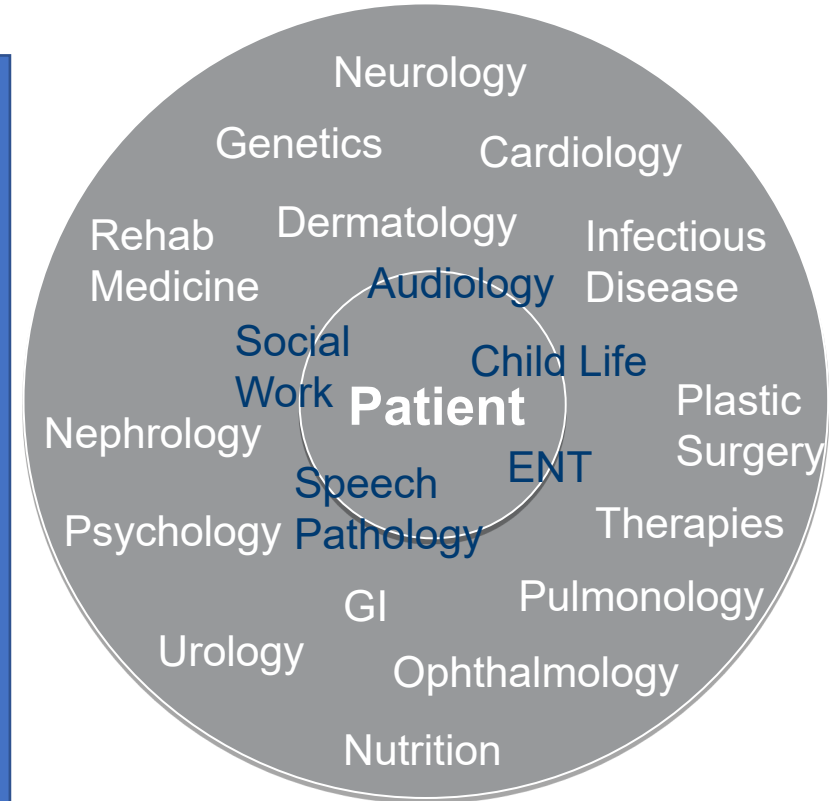 Neurology
Genetics
Cardiology
Dermatology
Rehab
Medicine
Infectious
Disease
Audiology
Social
Work
Child Life
Patient
Plastic
Surgery
Nephrology
ENT
Speech
Pathology
Psychology
Therapies
GI
Pulmonology
Urology
Ophthalmology
Nutrition